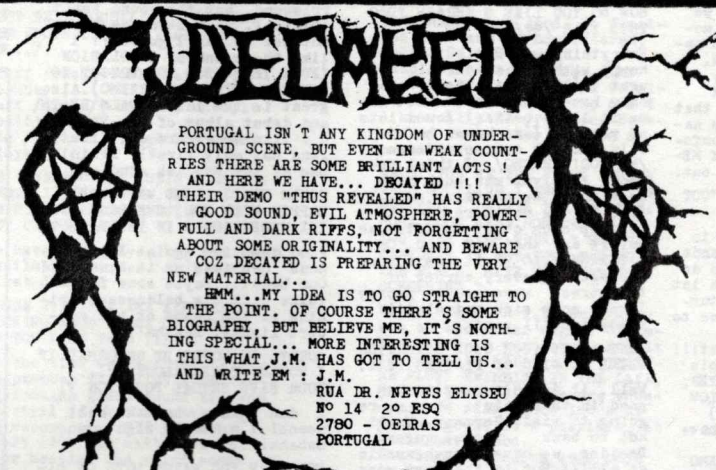 DECAYED
PORTUGAL ISN´T ANY KINGDOM OF UNDER-
GROUND SCENE, BUT EVEN IN WEAK COUNT-
RIES THERE ARE SOME BRILLIANT ACTS !
AND HERE WE HAVE... DECAYED !!!
THEIR DEMO "THUS REVEALED" HAS REALLY
GOOD SOUND, EVIL ATMOSPHERE, POWER-
FULL AND DARK RIFFS, NOT FORGETTING
ABOUT SOME ORIGINALITY... AND BEWARE
´COZ DECAYED IS PREPARING THE VERY
NEW MATERIAL...
HMM...MY IDEA IS TO GO STRAIGHT TO
THE POINT. OF COURSE THERE´S SOME
BIOGRAPHY, BUT BELIEVE ME, IT´S NOTH-
ING SPECIAL... MORE INTERESTING IS
THIS WHAT J.M. HAS GOT TO TELL US...
AND WRITE´EM : J.M.
RUA DR. NEVES ELYSEU
Nº 14 2º ESQ
2780 - OEIRAS
PORTUGAL